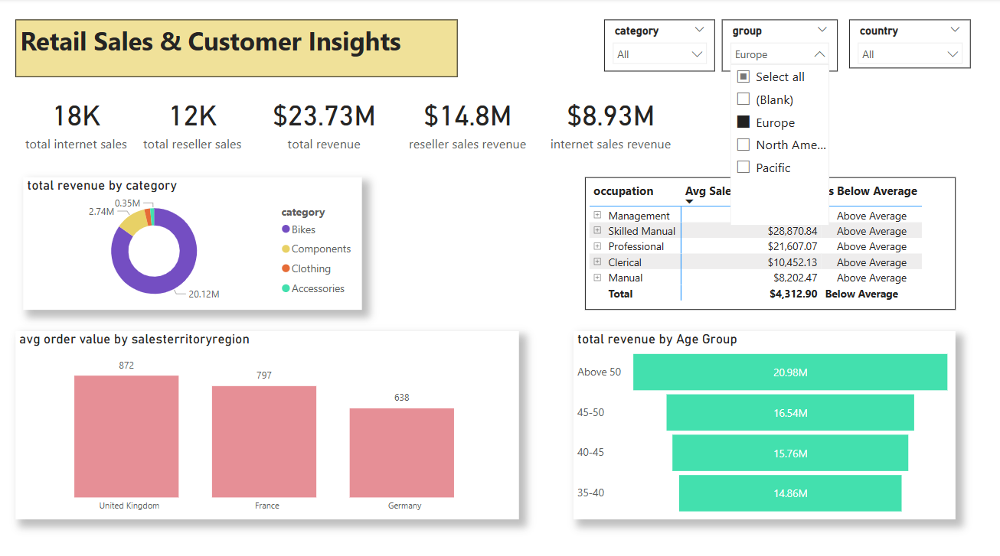 Retail Sales & Customer Insights
category
All
group
Europe
Select all
(Blank)
Europe
North Ame...
Pacific
country
All
18K
total internet sales
12K
total reseller sales
$23.73M
total revenue
$14.8M
reseller sales revenue
$8.93M
internet sales revenue
total revenue by category
0.35M
2.74M
20.12M
category
Bikes
Components
Clothing
Accessories
occupation Avg Sale s Below Average
Management Above Average
Skilled Manual $28,870.84 Above Average
Professional $21,607.07 Above Average
Clerical $10,452.13 Above Average
Manual $8,202.47 Above Average
Total $4,312.90 Below Average
avg order value by salesterritoryregion
872
797
638
United Kingdom
France
Germany
total revenue by Age Group
Above 50 20.98M
45-50 16.54M
40-45 15.76M
35-40 14.86M